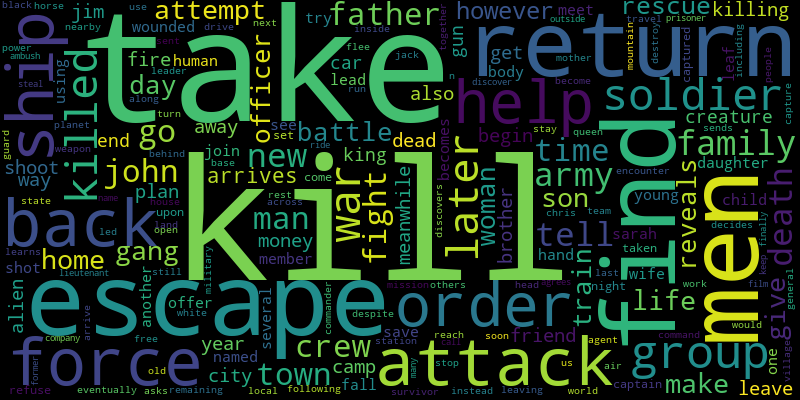 black horse use
jim attempt father try
however meet rescue killing
power nearby wounded next
inside flee jack together
outside travel prisoner
ship take return
ambush steal
using fire human drive
car run gun get
mountain destroy captured leaf including people
leader day officer lead also body
mother discover become
n
help soldier
killed along planet turn
go away see set battle
dead begin stay queen
creature capture
guard shoot weapon behind
end join base ride
new king later time
sends family
way john arrives come
war fight meanwhile becomes woman
army encounter
daughter
state plan rest across
kill son chris team
young reveals
child death
name house upon land
back man discovers brother
tell sarah decides
find men
learns led open
home gang money member
hand taken wife
keep finally village
shot lieutenant still military
mission others head agrees
train last night work film
alien another offer several
escape order life give
white commander despite save
reach soon agent
command general
company arrive free
year crew station call
friend air would
force named
attack us group one
former old town camp
many stop captain
city fall
make
refuse eventually asks remaining
local following survivor instead leaving world
leave